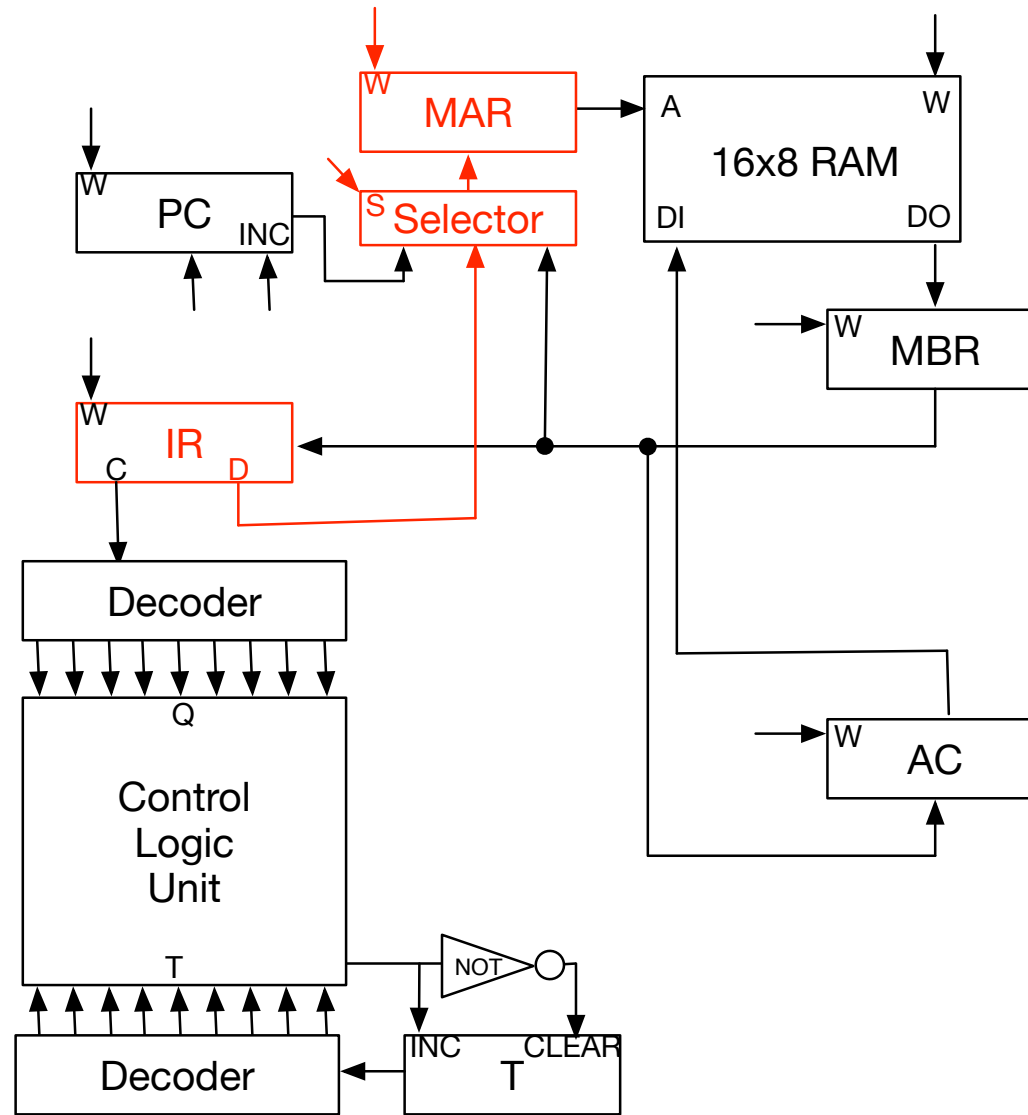 W
MAR
A
W
16x8 RAM
DI
DO
W
PC
INC
S
Selector
W
MBR
W
IR
C
D
Decoder
Q
Control
Logic
Unit
T
W
AC
NOT
INC
CLEAR
T
Decoder